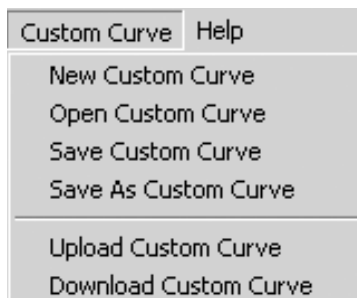 Custom Curve Help
New Custom Curve
Open Custom Curve
Save Custom Curve
Save As Custom Curve
Upload Custom Curve
Download Custom Curve